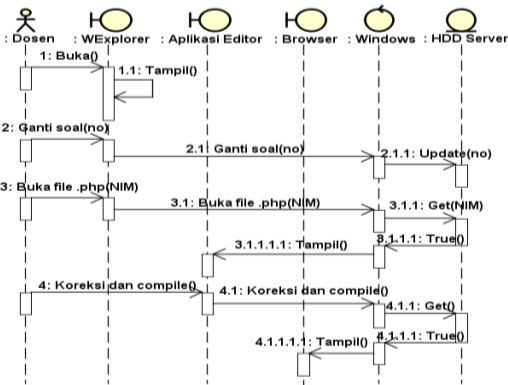 : Dosen : WExplorer : Aplikasi Editor : Browser : Windows : HDD Server
1: Buka()
1.1: Tampil()
2: Ganti soal(no)
2.1: Ganti soal(no)
2.1.1: Update(no)
3: Buka file .php(NIM)
3.1: Buka file .php(NIM)
3.1.1: Get(NIM)
3.1.1.1: True()
3.1.1.1.1: Tampil()
4: Koreksi dan compile()
4.1: Koreksi dan compile()
4.1.1: Get()
4.1.1.1: True()
4.1.1.1.1: Tampil()